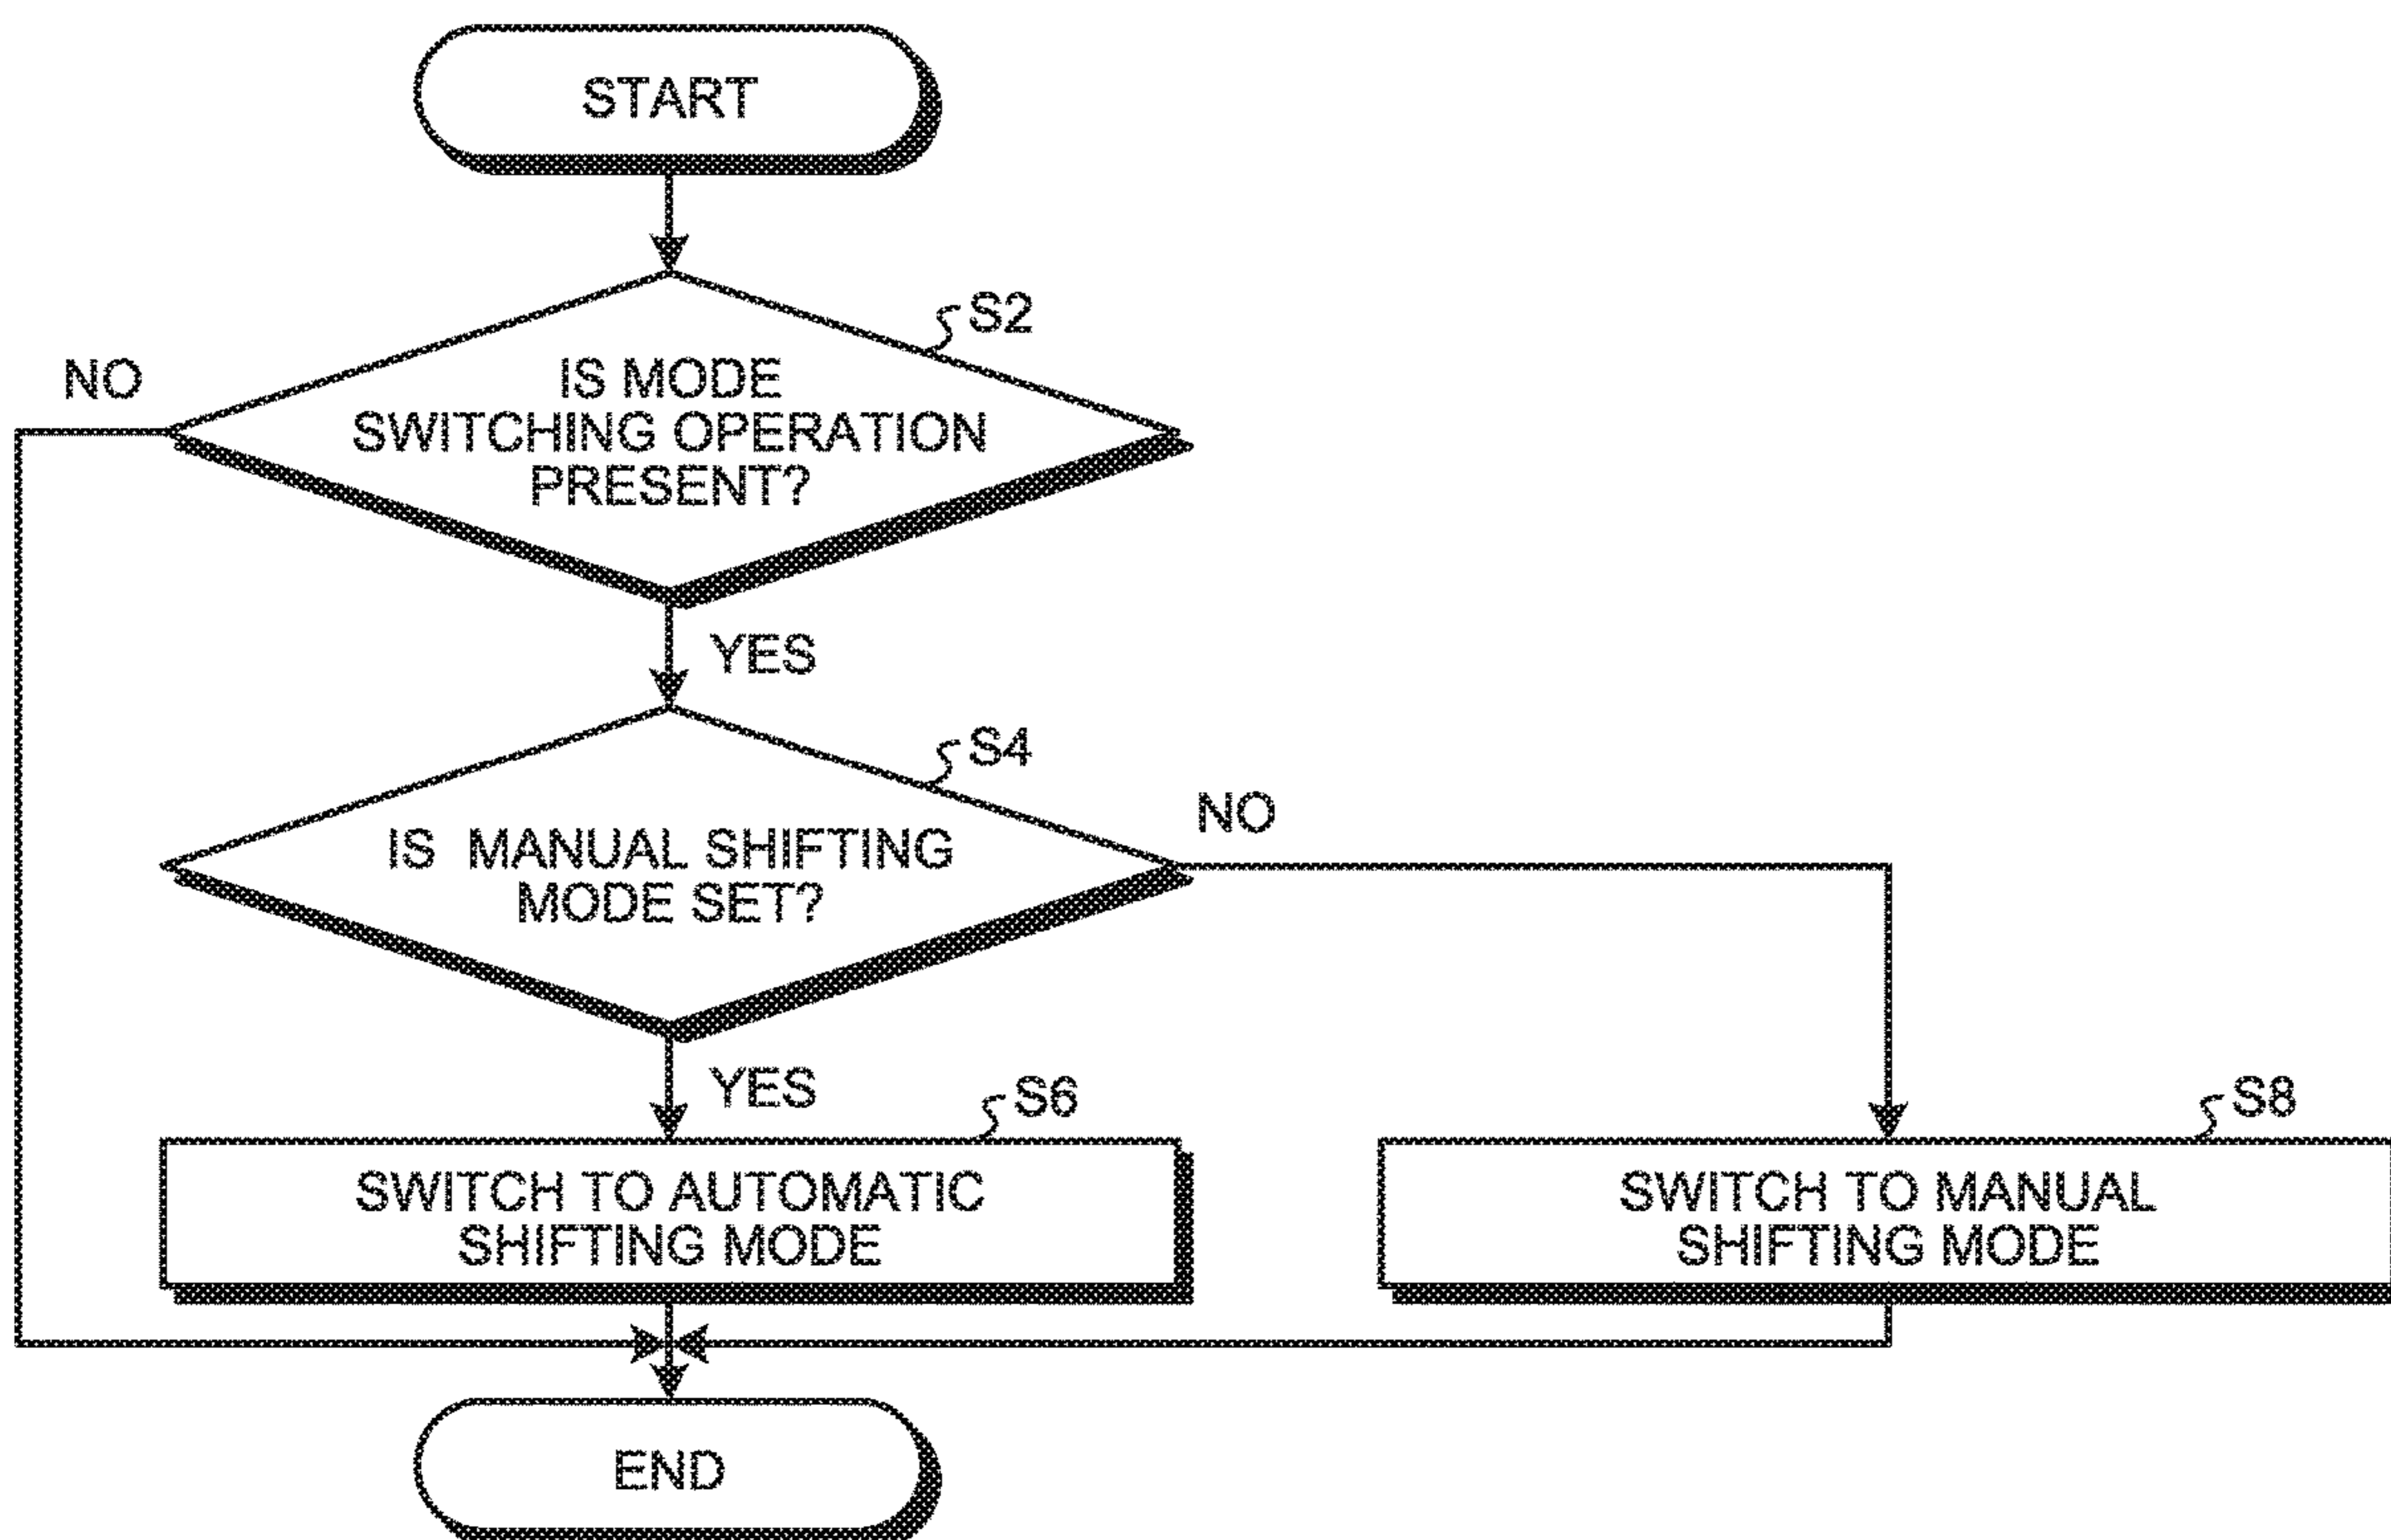 START
S2
NO
IS MODE
SWITCHING OPERATION
PRESENT?
YES
S4
NO
IS MANUAL SHIFTING
MODE SET?
YES
S6
S8
SWITCH TO AUTOMATIC
SHIFTING MODE
SWITCH TO MANUAL
SHIFTING MODE
END